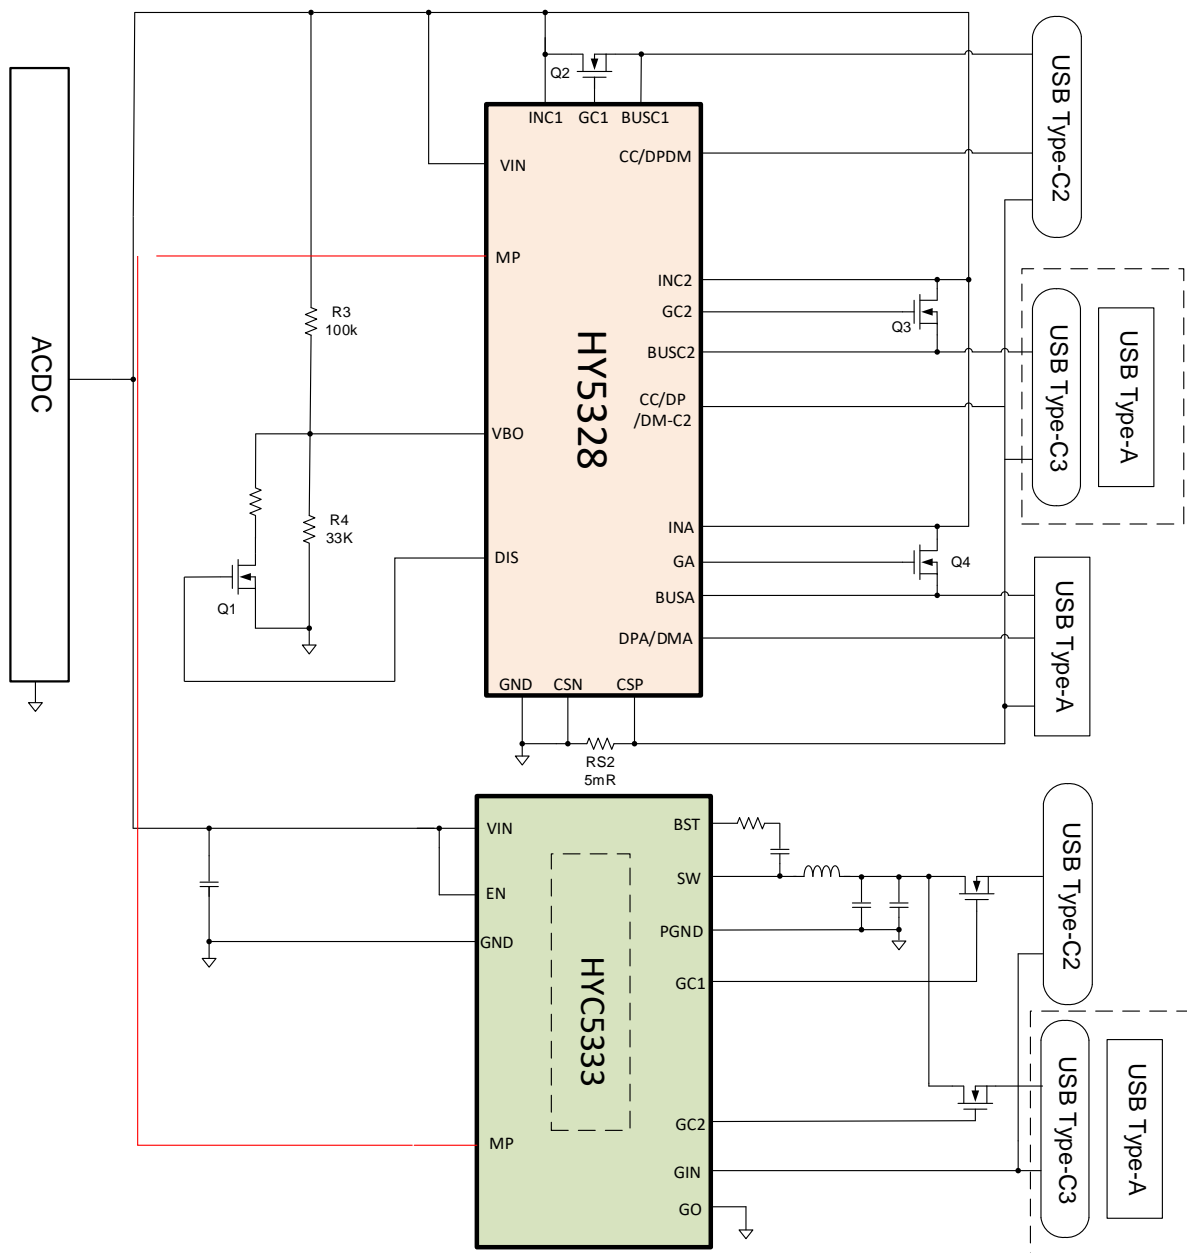 Q2
INC1 GC1 BUSC1
VIN
CC/DPDM
USB Type-C2
MP
INC2
GC2
Q3
BUSC2
R3
100k
ACDC
HY5328
CC/DP
/DM-C2
USB Type-C3
USB Type-A
VBO
R4
33K
INA
GA
Q4
DIS
Q1
BUSA
DPA/DMA
USB Type-A
GND CSN CSP
RS2
5mR
VIN
BST
EN
SW
USB Type-C2
GND
PGND
HYC5333
GC1
GC2
MP
GIN
GO
USB Type-C3
USB Type-A